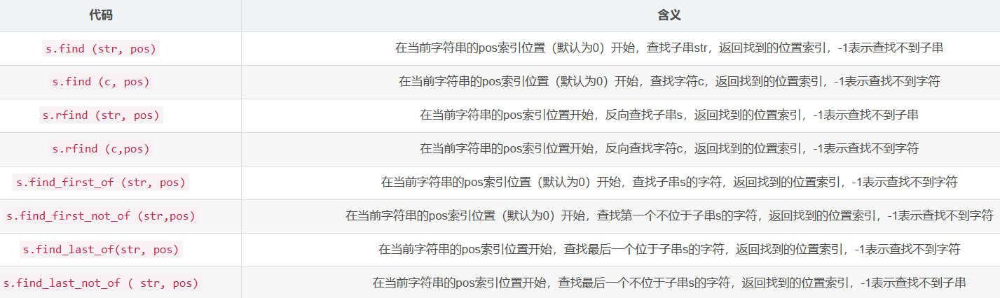 代码 含义
s.find (str, pos) 在当前字符串的pos索引位置（默认为0）开始，查找子串str，返回找到的位置索引，-1表示查找不到子串
s.find (c, pos) 在当前字符串的pos索引位置（默认为0）开始，查找字符c，返回找到的位置索引，-1表示查找不到字符
s.rfind (str, pos) 在当前字符串的pos索引位置开始，反向查找子串s，返回找到的位置索引，-1表示查找不到子串
s.rfind (c,pos) 在当前字符串的pos索引位置开始，反向查找字符c，返回找到的位置索引，-1表示查找不到字符
s.find_first_of (str, pos) 在当前字符串的pos索引位置（默认为0）开始，查找子串s的字符，返回找到的位置索引，-1表示查找不到字符
s.find_first_not_of (str,pos) 在当前字符串的pos索引位置（默认为0）开始，查找第一个不位于子串s的字符，返回找到的位置索引，-1表示查找不到字符
s.find_last_of(str, pos) 在当前字符串的pos索引位置开始，查找最后一个位于子串s的字符，返回找到的位置索引，-1表示查找不到字符
s.find_last_not_of ( str, pos) 在当前字符串的pos索引位置开始，查找最后一个不位于子串s的字符，返回找到的位置索引，-1表示查找不到子串